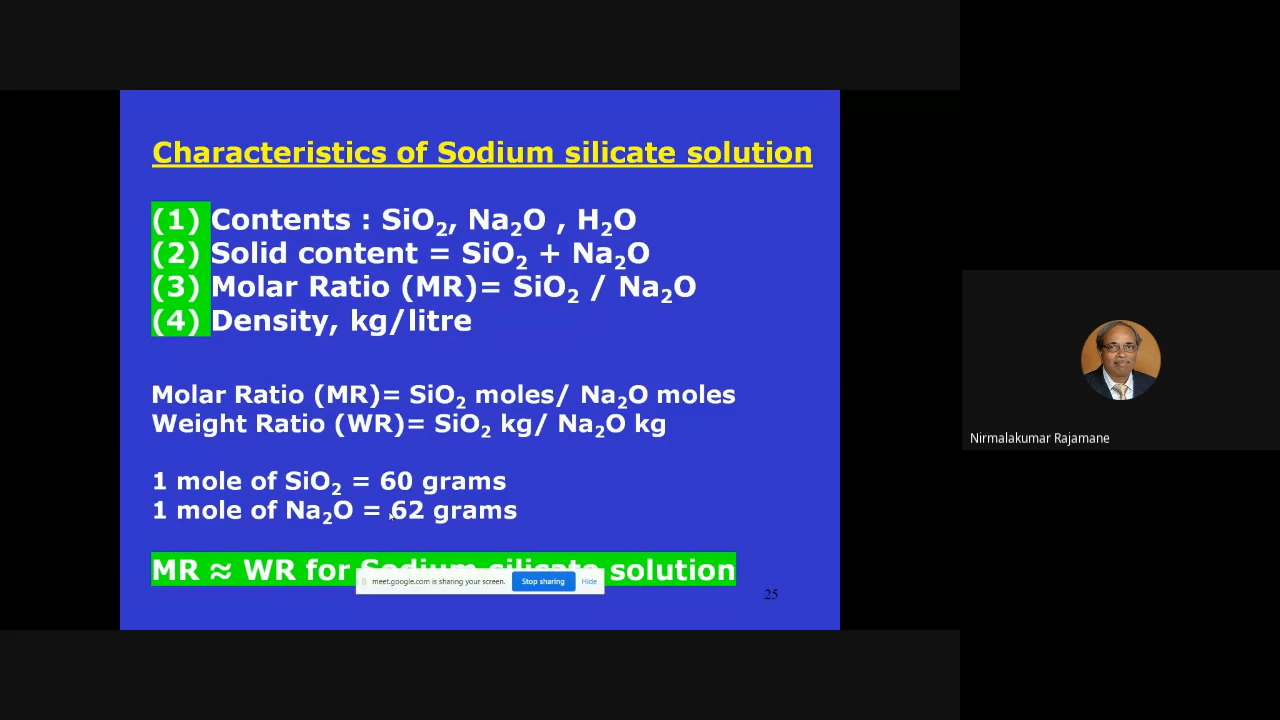 Characteristics of Sodium silicate solution
(1) Contents : SiO₂, Na₂O , H₂O
(2) Solid content = SiO₂ + Na₂O
(3) Molar Ratio (MR)= SiO₂ / Na₂O
(4) Density, kg/litre
Molar Ratio (MR)= SiO₂ moles/ Na₂O moles
Weight Ratio (WR)= SiO₂ kg/ Na₂O kg
1 mole of SiO₂ = 60 grams
1 mole of Na₂O = 62 grams
MR ≈ WR for Sodium silicate solution
meet.google.com is sharing your screen. Stop sharing Hide
25
Nirmalakumar Rajamane